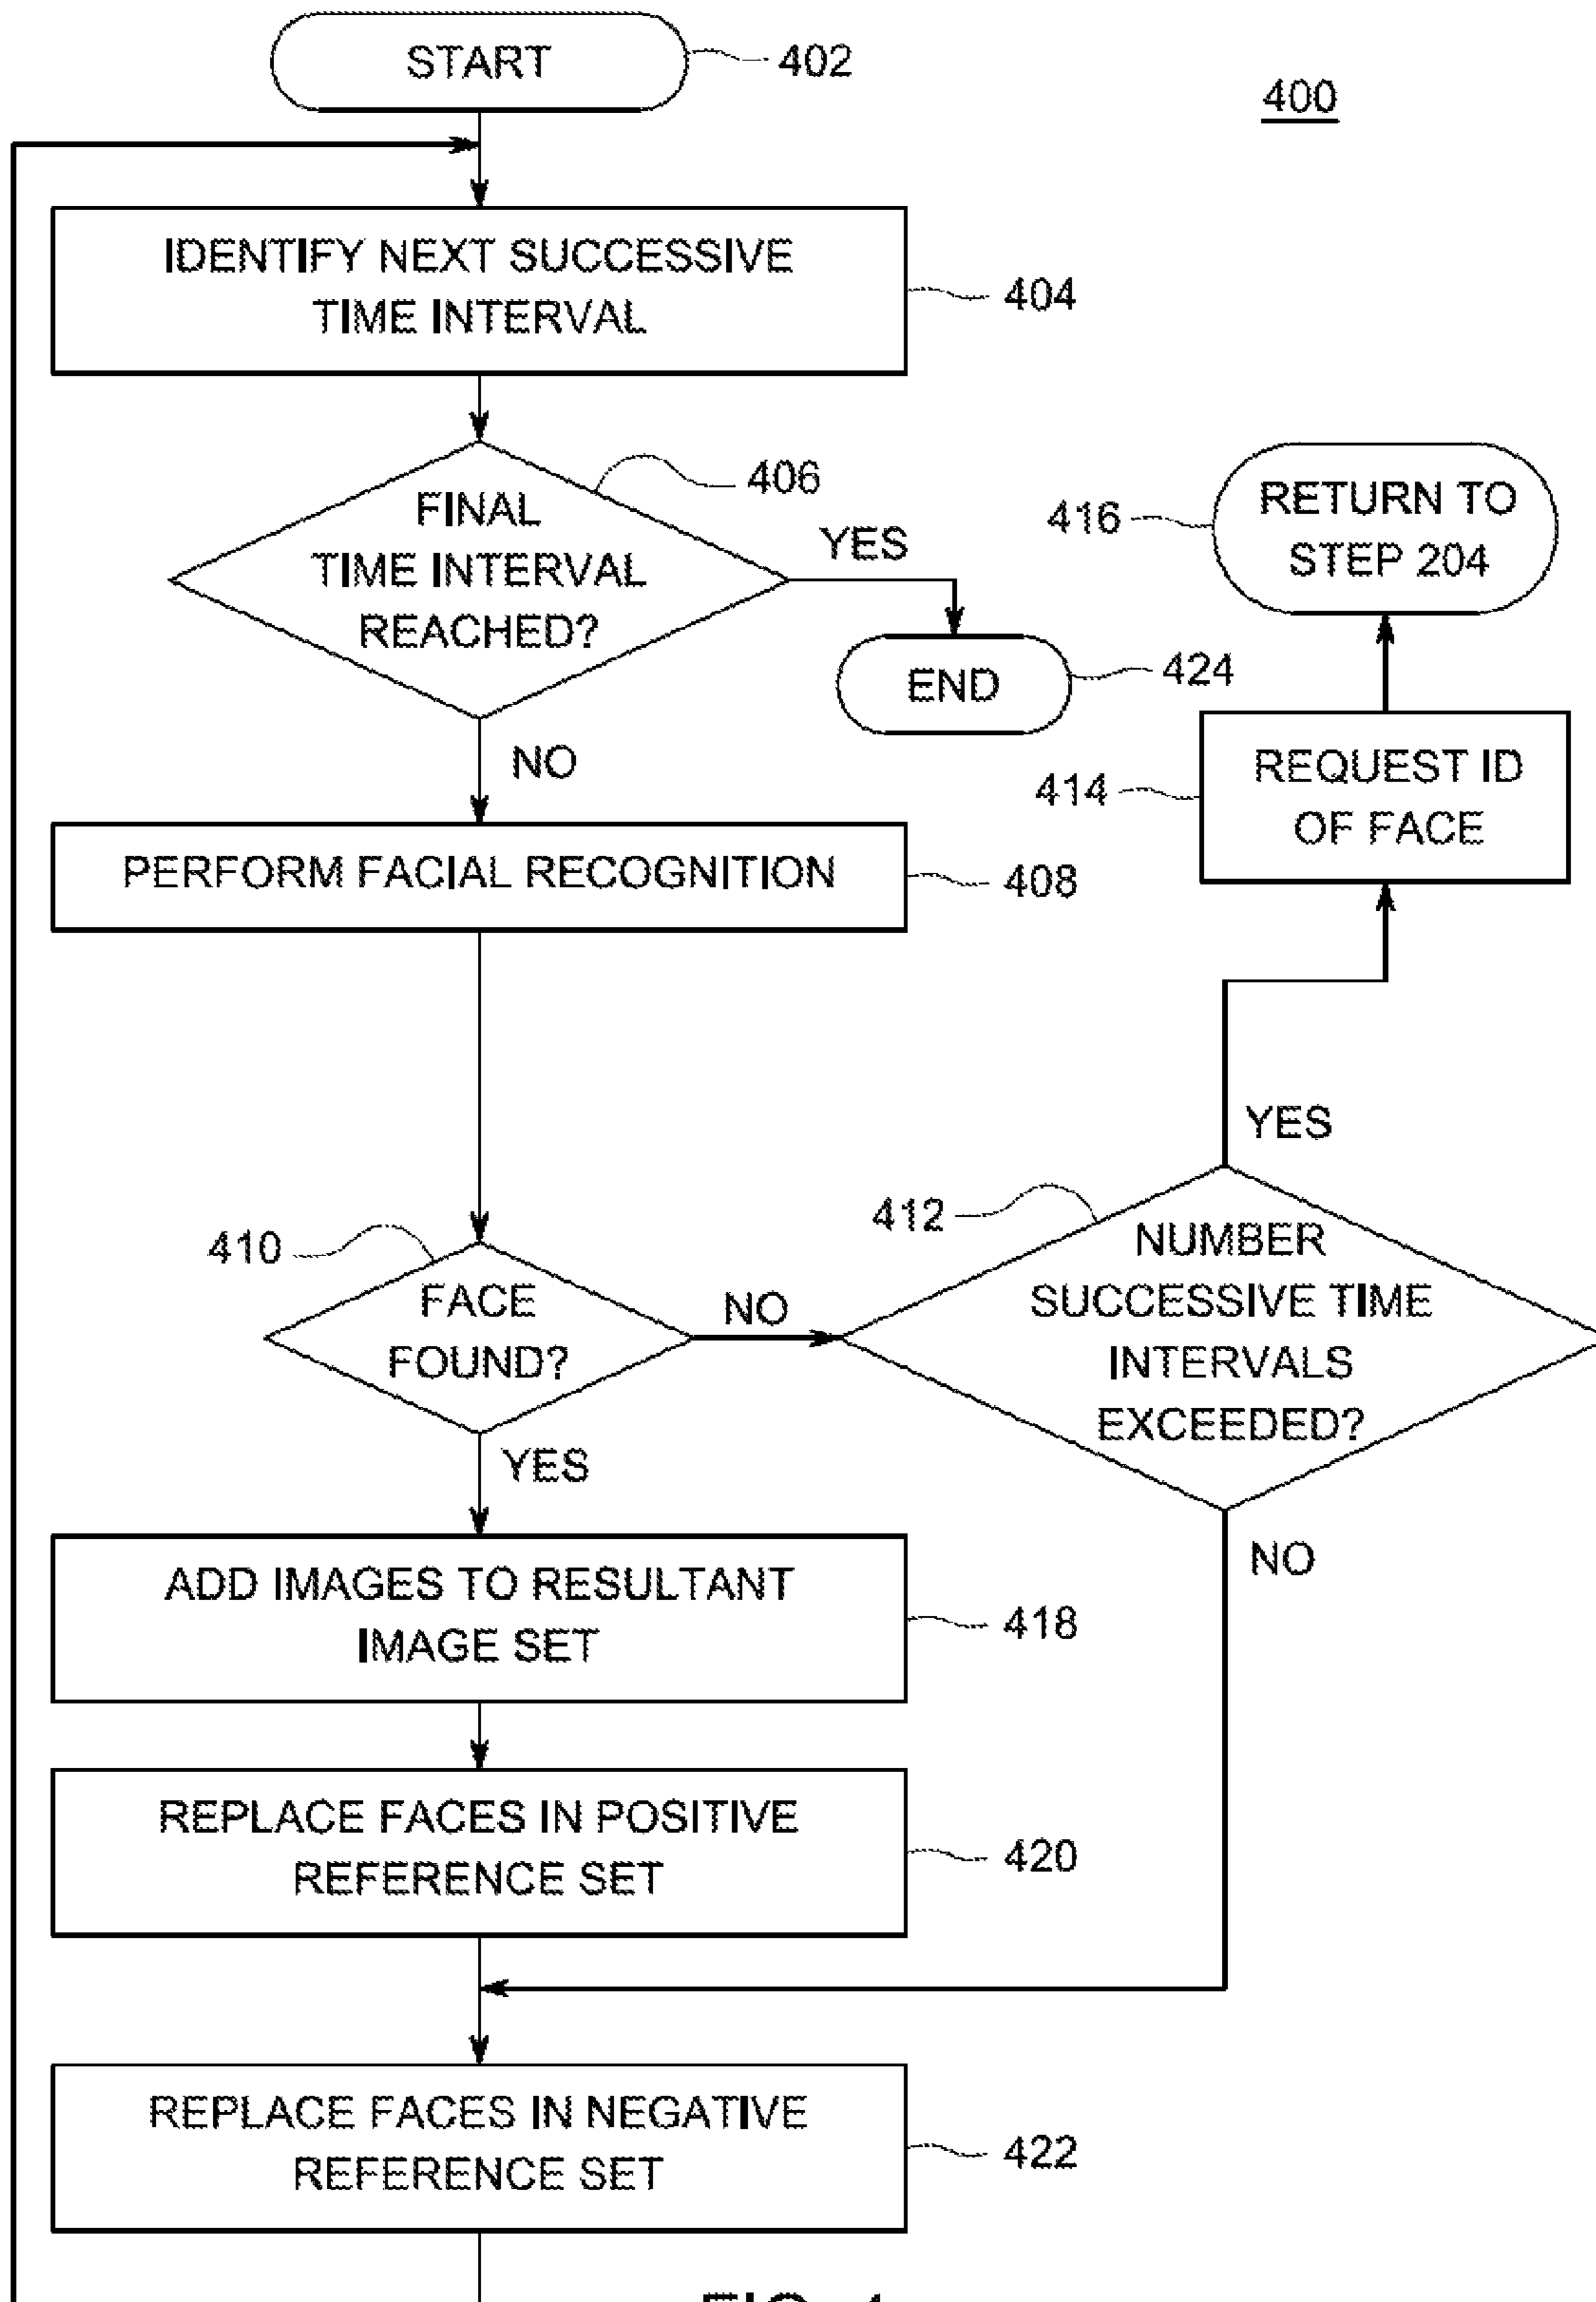 START
402
400
IDENTIFY NEXT SUCCESSIVE
TIME INTERVAL
404
FINAL
TIME INTERVAL
REACHED?
406
YES
END
424
NO
416
RETURN TO
STEP 204
414
REQUEST ID
OF FACE
PERFORM FACIAL RECOGNITION
408
YES
410
FACE
FOUND?
NO
412
NUMBER
SUCCESSIVE TIME
INTERVALS
EXCEEDED?
YES
NO
ADD IMAGES TO RESULTANT
IMAGE SET
418
REPLACE FACES IN POSITIVE
REFERENCE SET
420
REPLACE FACES IN NEGATIVE
REFERENCE SET
422